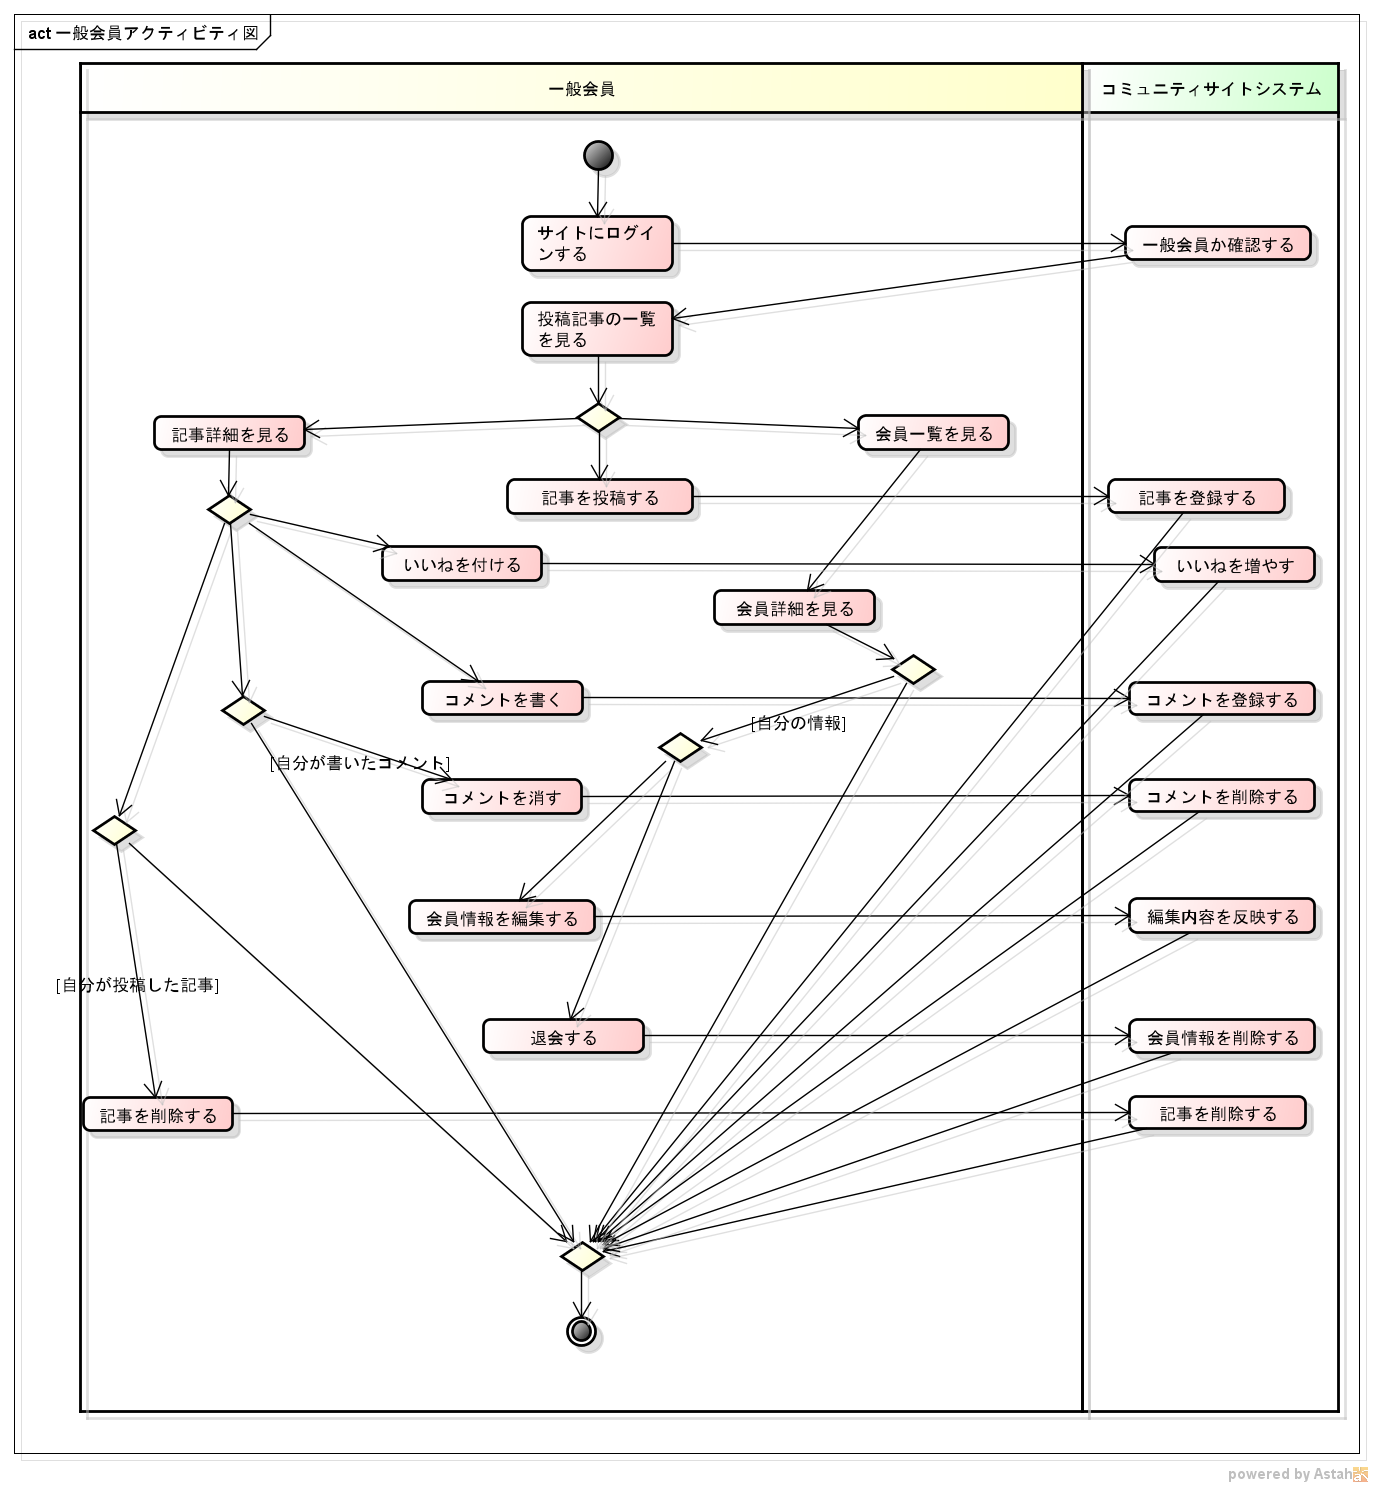 act 一般会員アクティビティ図
一般会員
コミュニティサイトシステム
サイトにログイ
ンする
一般会員か確認する
投稿記事の一覧
を見る
記事詳細を見る
会員一覧を見る
記事を投稿する
記事を登録する
いいねを付ける
いいねを増やす
会員詳細を見る
コメントを書く
コメントを登録する
[自分の情報]
[自分が書いたコメント]
コメントを消す
コメントを削除する
会員情報を編集する
編集内容を反映する
[自分が投稿した記事]
退会する
会員情報を削除する
記事を削除する
記事を削除する
powered by Astah